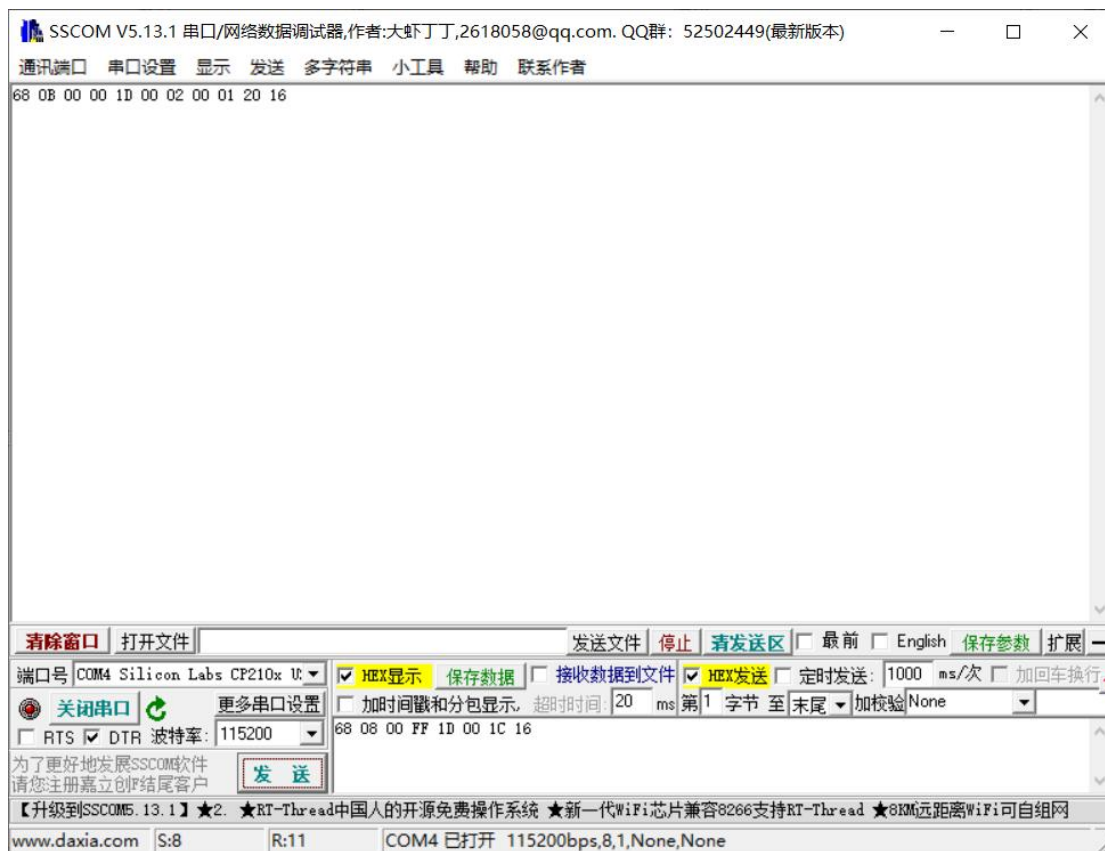 SSCOM V5.13.1 串口/网络数据调试器,作者:大虾丁丁,2618058@qq.com. QQ群: 52502449(最新版本)
通讯端口 串口设置 显示 发送 多字符串 小工具 帮助 联系作者
68 0B 00 00 1D 00 02 00 01 20 16
清除窗口 打开文件 发送文件 停止 清发送区 最前 English 保存参数 扩展 —
端口号 COM4 Silicon Labs CP210x HEX显示 保存数据 接收数据到文件 HEX发送 定时发送: 1000 ms/次 加回车换行
关闭串口 更多串口设置 加时间戳和分包显示, 超时时间: 20 ms 第1 字节 至 末尾 加校验 None
RTS DTR 波特率: 115200 68 08 00 FF 1D 00 1C 16
为了更好地发展SSCOM软件
请您注册嘉立创F结尾客户
发 送
【升级到SSCOM5.13.1】★2. ★RT-Thread中国人的开源免费操作系统 ★新一代WiFi芯片兼容8266支持RT-Thread ★8KM远距离WiFi可自组网
www.daxia.com S:8 R:11 COM4 已打开 115200bps,8,1,None,None